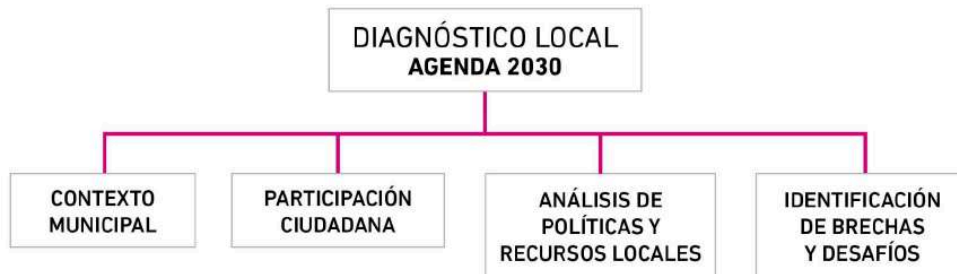 DIAGNÓSTICO LOCAL
AGENDA 2030
CONTEXTO
MUNICIPAL
PARTICIPACIÓN
CIUDADANA
ANÁLISIS DE
POLÍTICAS Y
RECURSOS LOCALES
IDENTIFICACIÓN
DE BRECHAS
Y DESAFÍOS